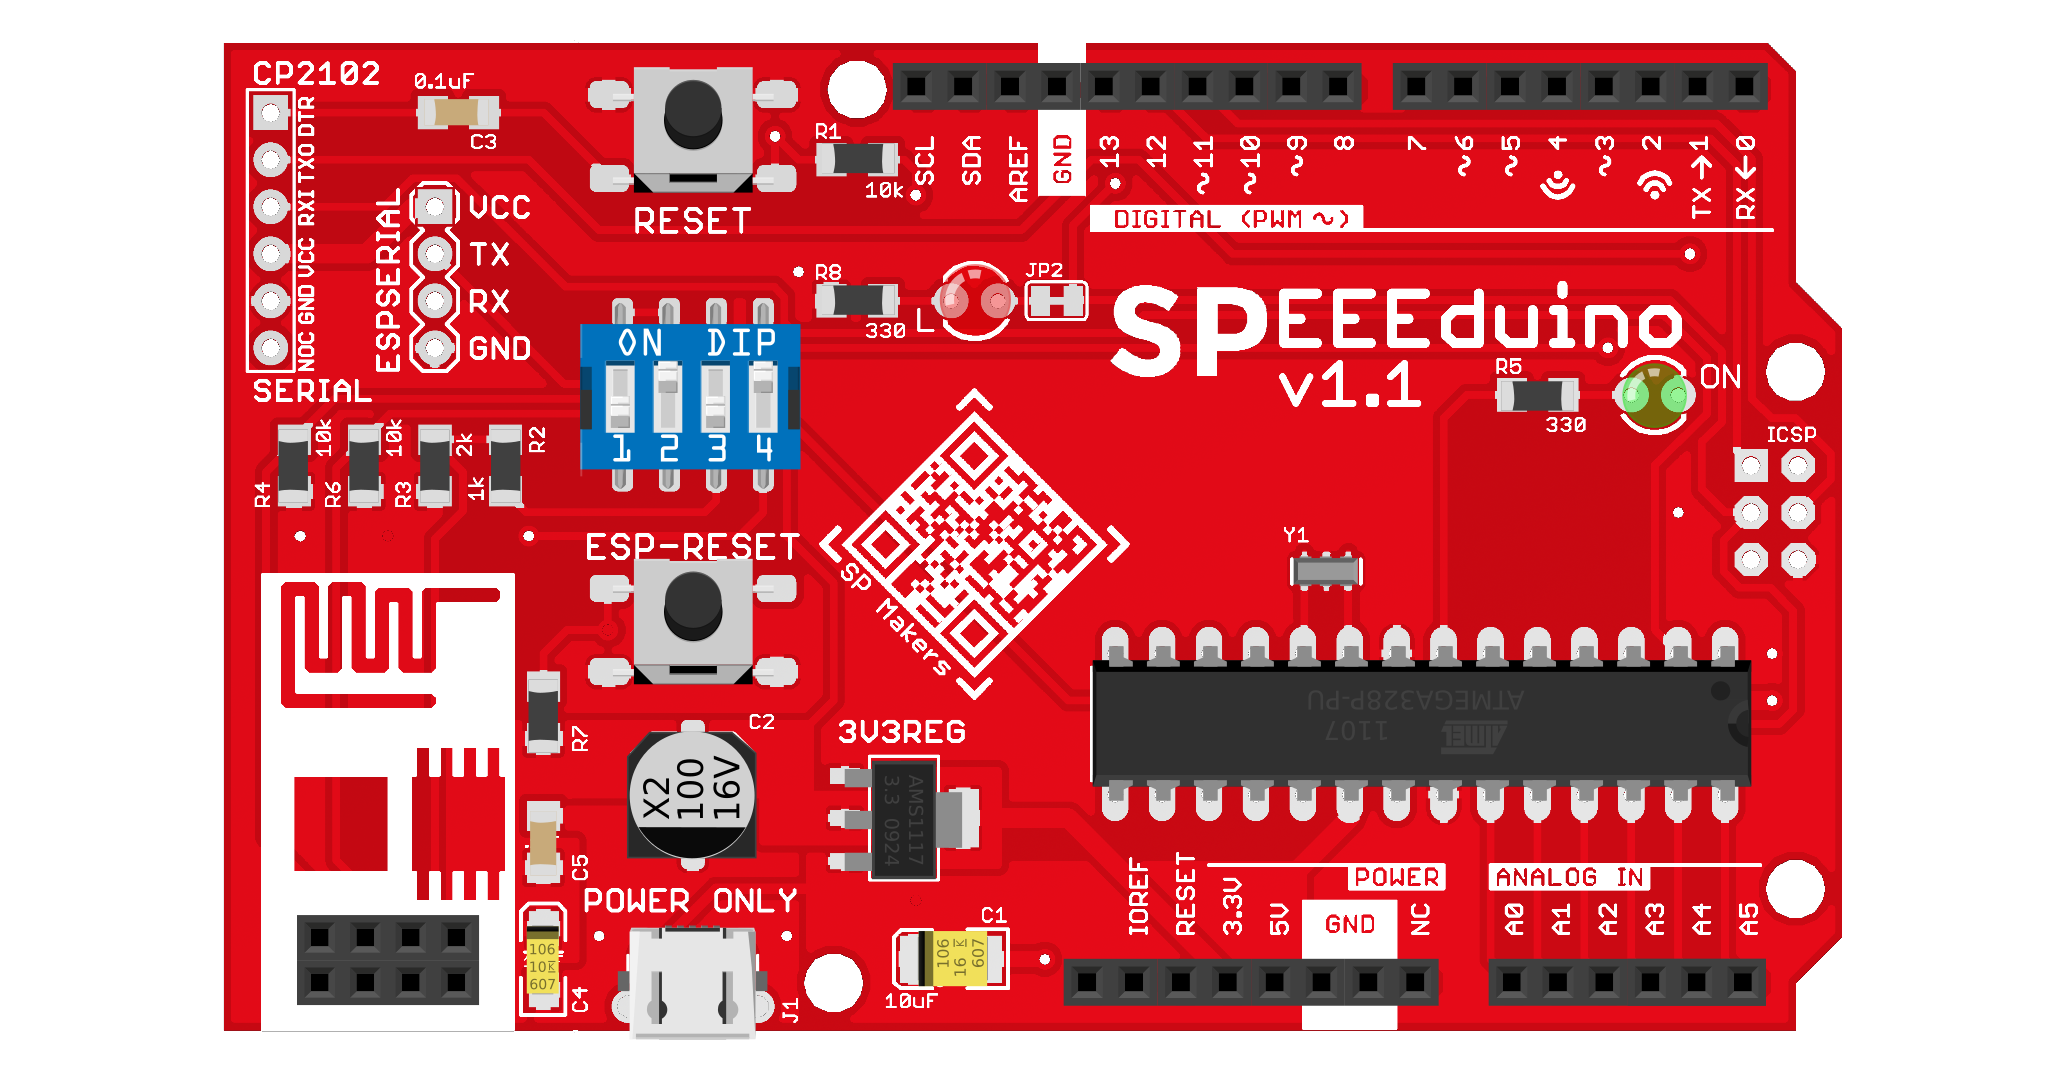 CP2102
DTR
TXO
RXI
VCC
GND
NOC
SERIAL
0.1uF
C3
ESPSERIAL
VCC
TX
RX
GND
RESET
R1
10k
SCL
SDA
AREF
GND
~13
12
~11
~10
~9
8
7
~6
~5
4
~3
2
TX→1
RX←0
DIGITAL (PWM ~)
R8
330
L
JP2
SPEEEduino
v1.1
R5
330
ON
ICSP
ON DIP
1 2 3 4
R4
10k
R6
10k
R3
2k
1k
R2
ESP-RESET
SP Makers
Y1
ATMEGA328P-PU
1107
ATMEL
R7
C2
X2
100
16V
3V3REG
AMS1117
3.3 0924
C5
POWER ONLY
106
10K
607
C4
J1
C1
106
16K
607
10uF
IOREF
RESET
3.3V
5V
GND
NC
POWER
ANALOG IN
A0
A1
A2
A3
A4
A5